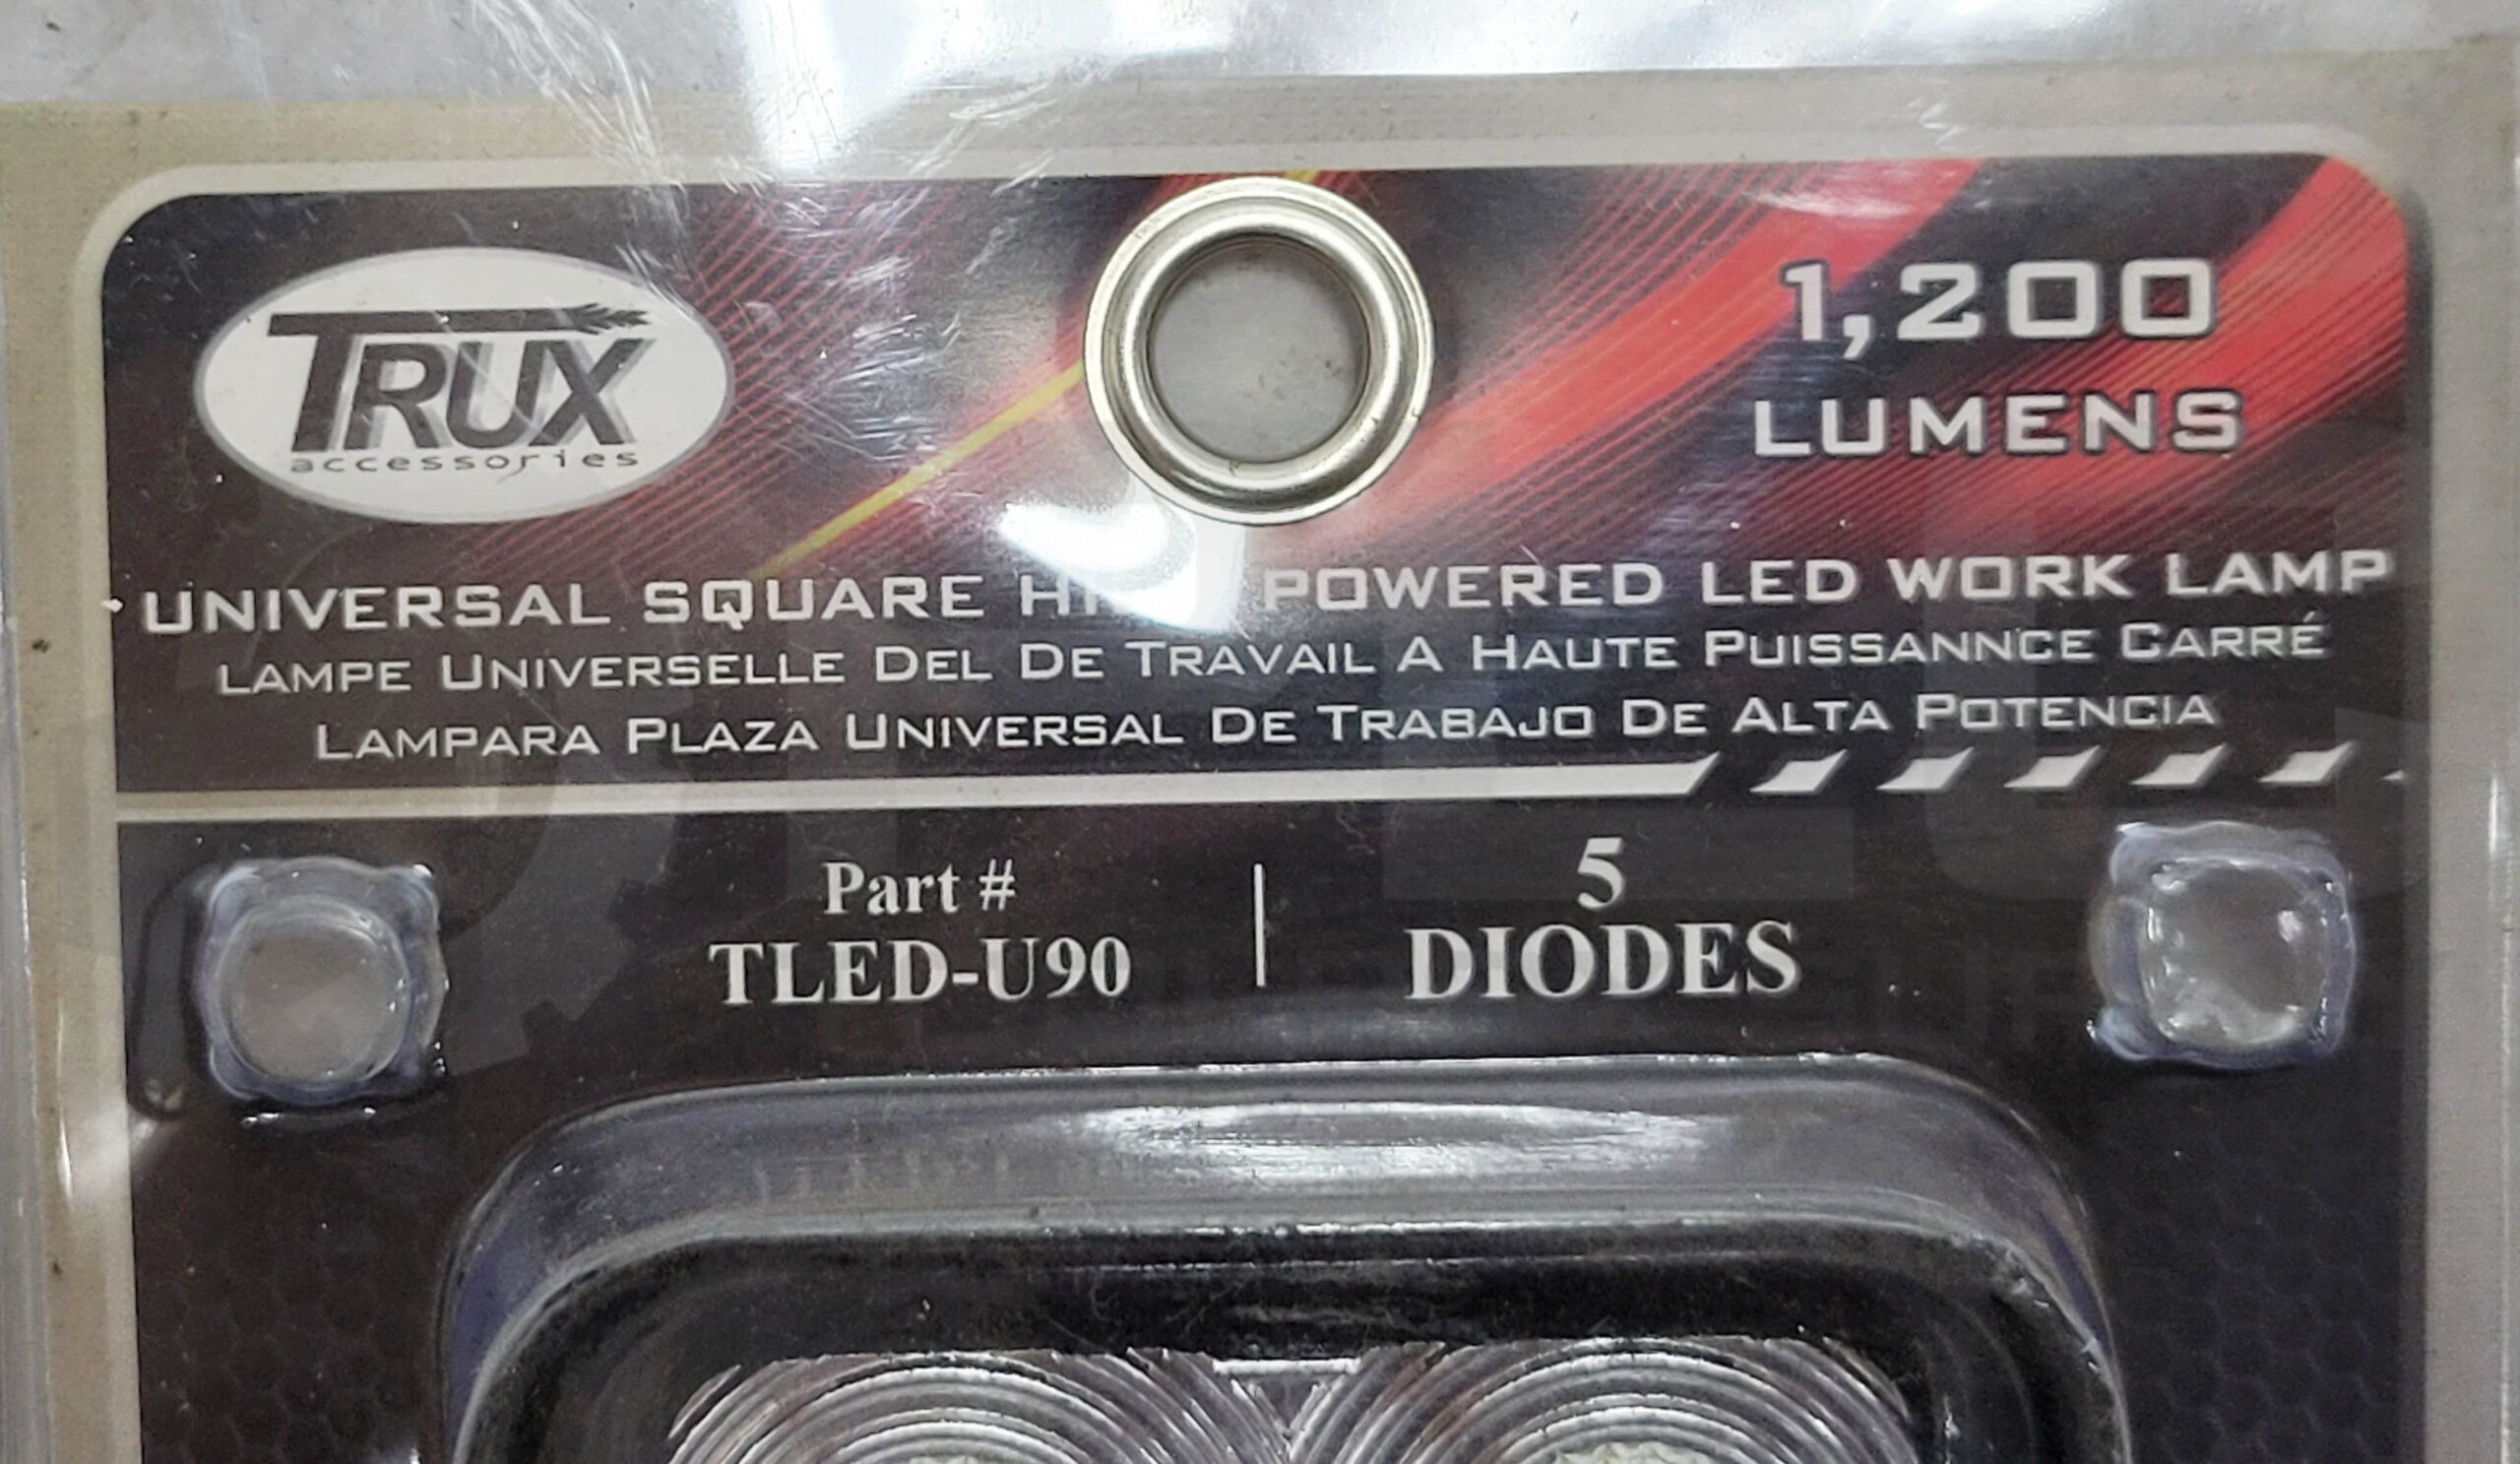 TRUX
accessories
1,200
LUMENS
UNIVERSAL SQUARE POWERED LED WORK LAMP
LAMPE UNIVERSELLE DEL DE TRAVAIL A HAUTE PUISSANNCE CARRÉ
LAMPARA PLAZA UNIVERSAL DE TRABAJO DE ALTA POTENCIA
Part #
TLED-U90
5
DIODES